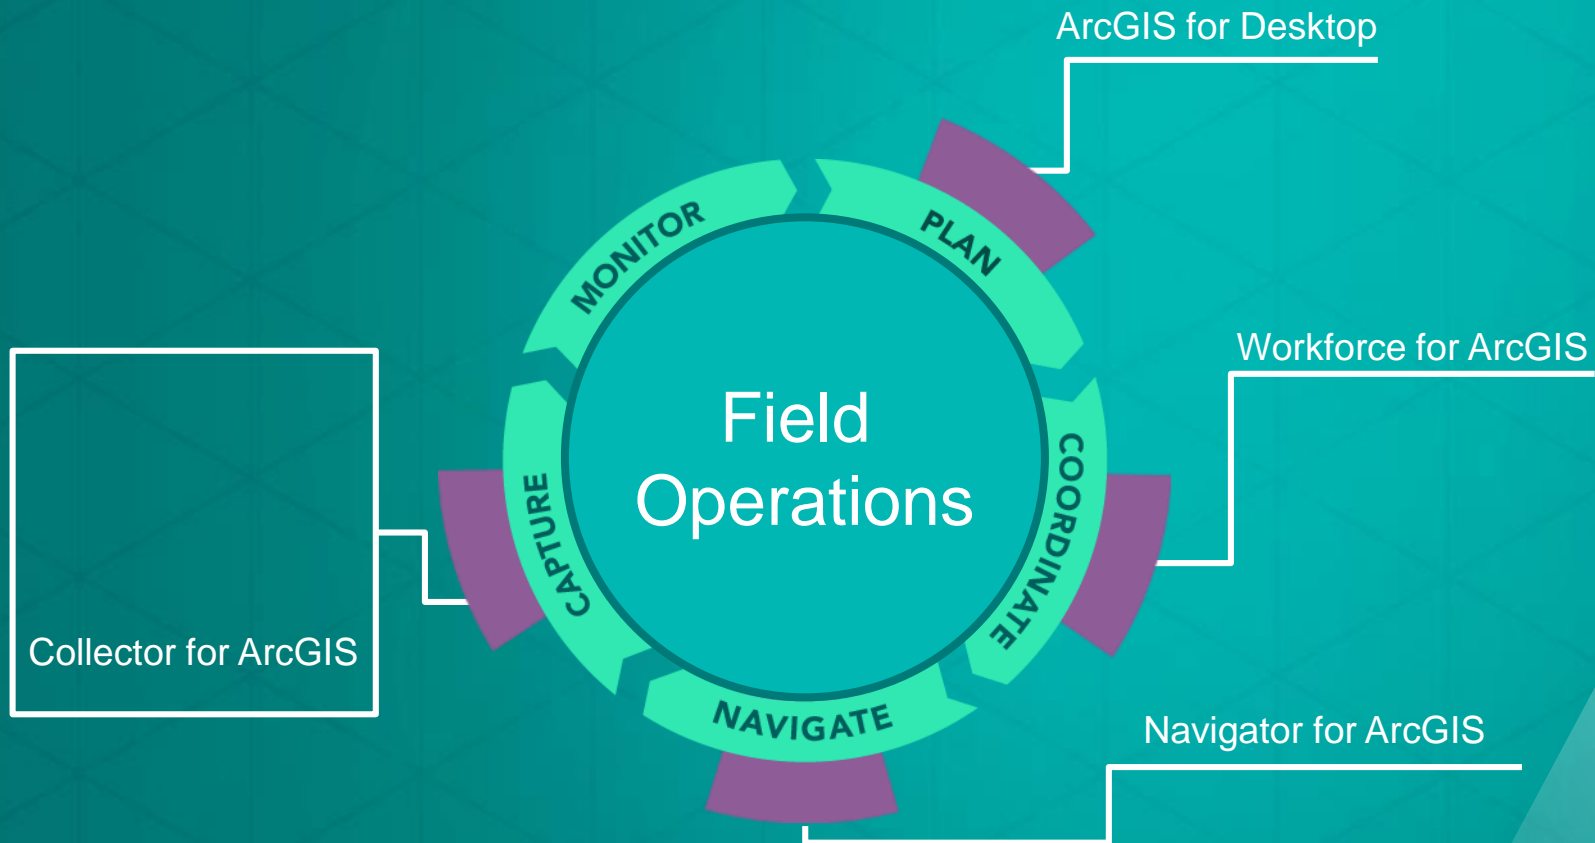 ArcGIS for Desktop
MONITOR
PLAN
Workforce for ArcGIS
Field
Operations
COORDINATE
CAPTURE
Collector for ArcGIS
NAVIGATE
Navigator for ArcGIS